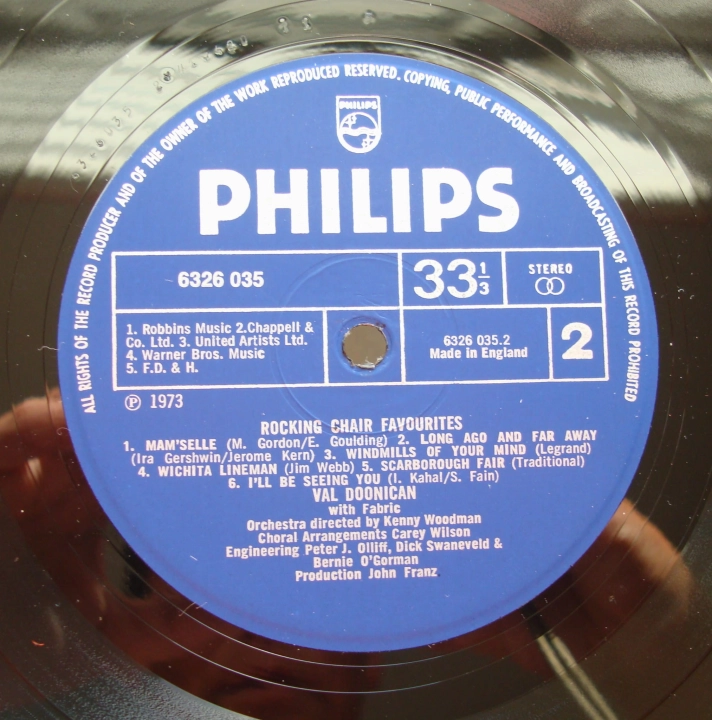 ALL RIGHTS OF THE RECORD PRODUCER AND OF THE OWNER OF THE WORK REPRODUCED RESERVED. COPYING, PUBLIC PERFORMANCE AND BROADCASTING OF THIS RECORD PROHIBITED
PHILIPS
PHILIPS
6326 035
33 1/3
STEREO
1. Robbins Music 2.Chappell &
Co. Ltd. 3. United Artists Ltd.
4. Warner Bros. Music
5. F.D. & H.
6326 035.2
Made in England
2
Ⓟ 1973
ROCKING CHAIR FAVOURITES
1. MAM'SELLE (M. Gordon/E. Goulding) 2. LONG AGO AND FAR AWAY
(Ira Gershwin/Jerome Kern) 3. WINDMILLS OF YOUR MIND (Legrand)
4. WICHITA LINEMAN (Jim Webb) 5. SCARBOROUGH FAIR (Traditional)
6. I'LL BE SEEING YOU (I. Kahal/S. Fain)
VAL DOONICAN
with Fabric
Orchestra directed by Kenny Woodman
Choral Arrangements Carey Wilson
Engineering Peter J. Olliff, Dick Swaneveld &
Bernie O'Gorman
Production John Franz